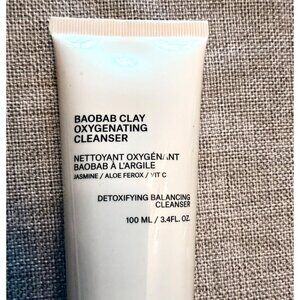 BAOBAB CLAY
OXYGENATING
CLEANSER
NETTOYANT OXYGÉNANT
BAOBAB À L'ARGILE
JASMINE / ALOE FEROX / VIT C
DETOXIFYING BALANCING
CLEANSER
100 ML / 3.4FL. OZ.